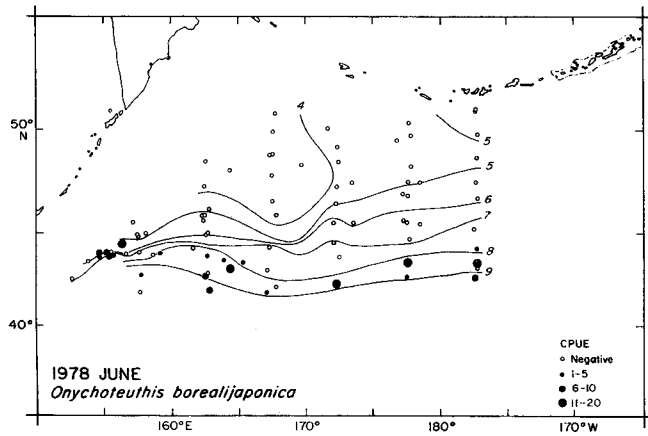 4
50°
N
5
5
6
7
8
9
40°
CPUE
Negative
1-5
6-10
11-20
1978 JUNE
Onychoteuthis borealijaponica
160°E
170°
180°
170°W